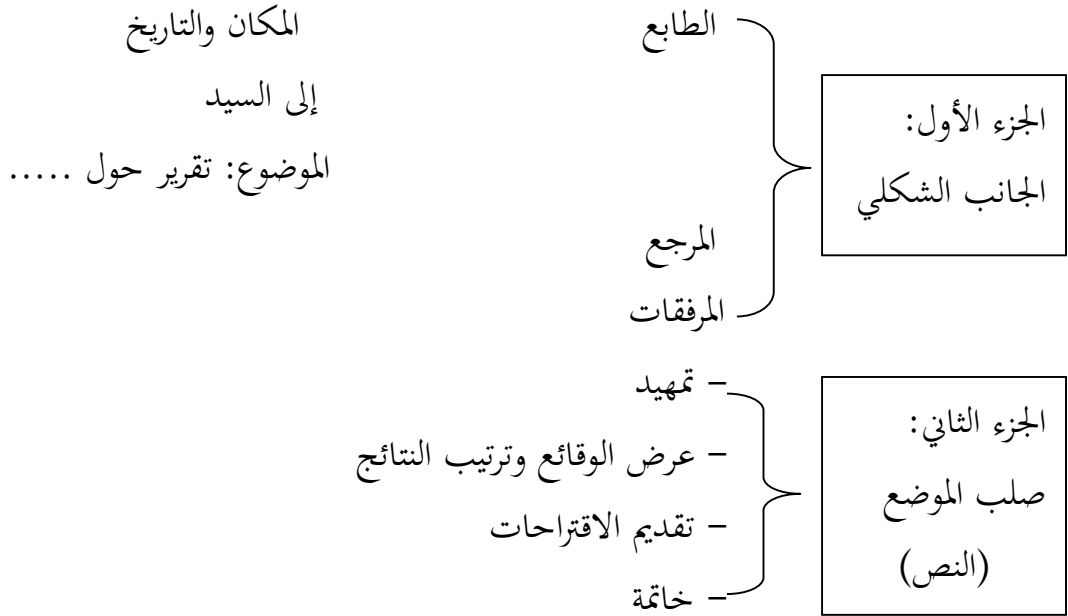 الطابع
المكان والتاريخ
إلى السيد
الموضوع: تقرير حول .....
الجزء الأول:
الجانب الشكلي
المرجع
المرفقات
الجزء الثاني:
صلب الموضع
(النص)
– تمهيد
– عرض الوقائع وترتيب النتائج
– تقديم الاقتراحات
– خاتمة